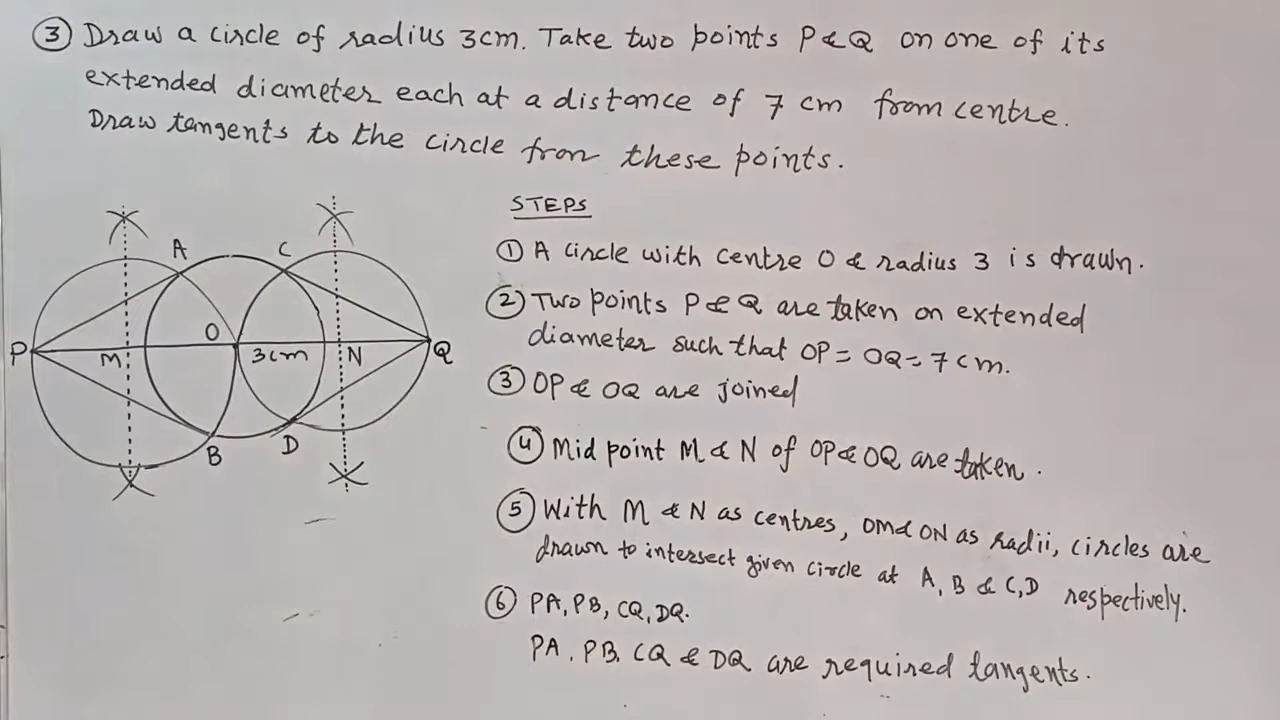 ③ Draw a circle of radius 3cm. Take two points P & Q on one of its
extended diameter each at a distance of 7 cm from centre.
Draw tangents to the circle from these points.
STEPS
① A circle with centre O & radius 3 is drawn.
② Two points P & Q are taken on extended
diameter such that OP = OQ = 7 cm.
③ OP & OQ are joined
④ Mid point M & N of OP & OQ are taken.
⑤ With M & N as centres, OM & ON as radii, circles are
drawn to intersect given circle at A, B & C, D respectively.
⑥ PA, PB, CQ, DQ.
PA, PB, CQ & DQ are required tangents.
A
C
O
P
M
3cm
N
Q
B
D